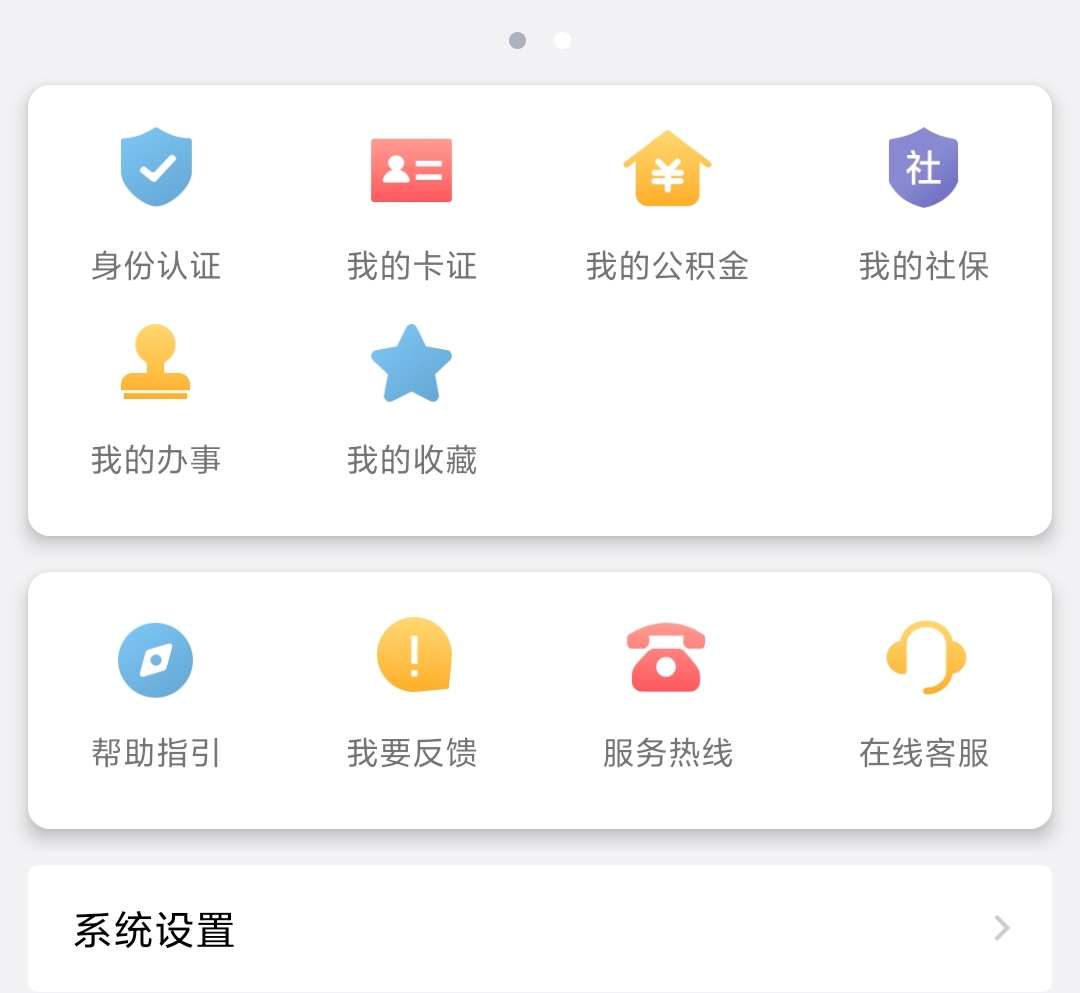 社
身份认证 我的卡证 我的公积金 我的社保
我的办事 我的收藏
帮助指引 我要反馈 服务热线 在线客服
系统设置